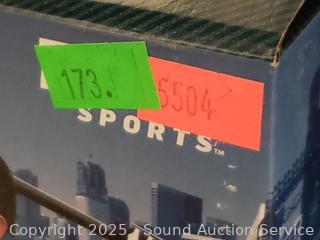 173.
5504
SPORTS™
Copyright 2025 - Sound Auction Service